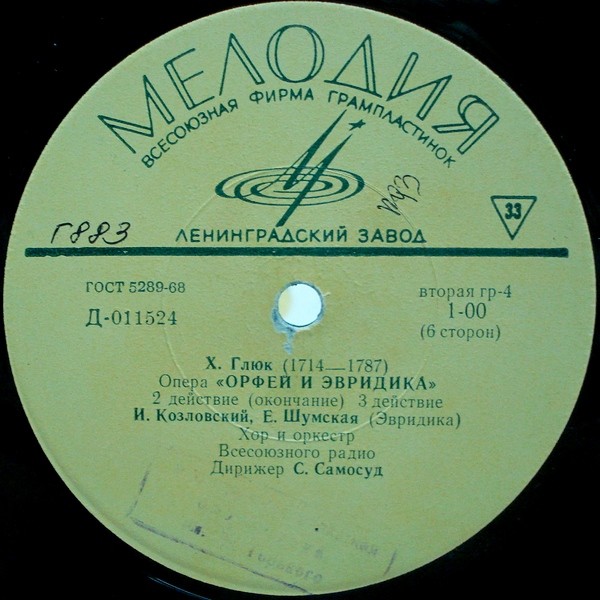 МЕЛОДИЯ
ВСЕСОЮЗНАЯ ФИРМА ГРАМПЛАСТИНОК
33
Г883
ЛЕНИНГРАДСКИЙ ЗАВОД
ГОСТ 5289-68
Д-011524
вторая гр-4
1-00
(6 сторон)
Х. Глюк (1714—1787)
Опера «ОРФЕЙ И ЭВРИДИКА»
2 действие (окончание) 3 действие
И. Козловский, Е. Шумская (Эвридика)
Хор и оркестр
Всесоюзного радио
Дирижер С. Самосуд